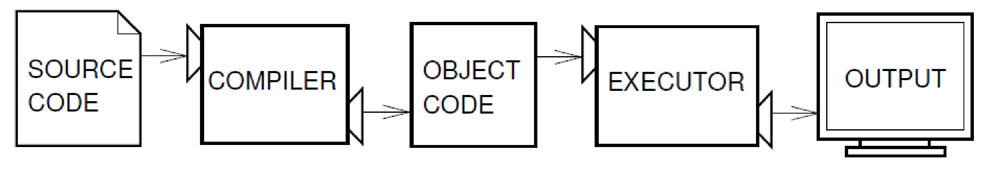 SOURCE
CODE
COMPILER
OBJECT
CODE
EXECUTOR
OUTPUT